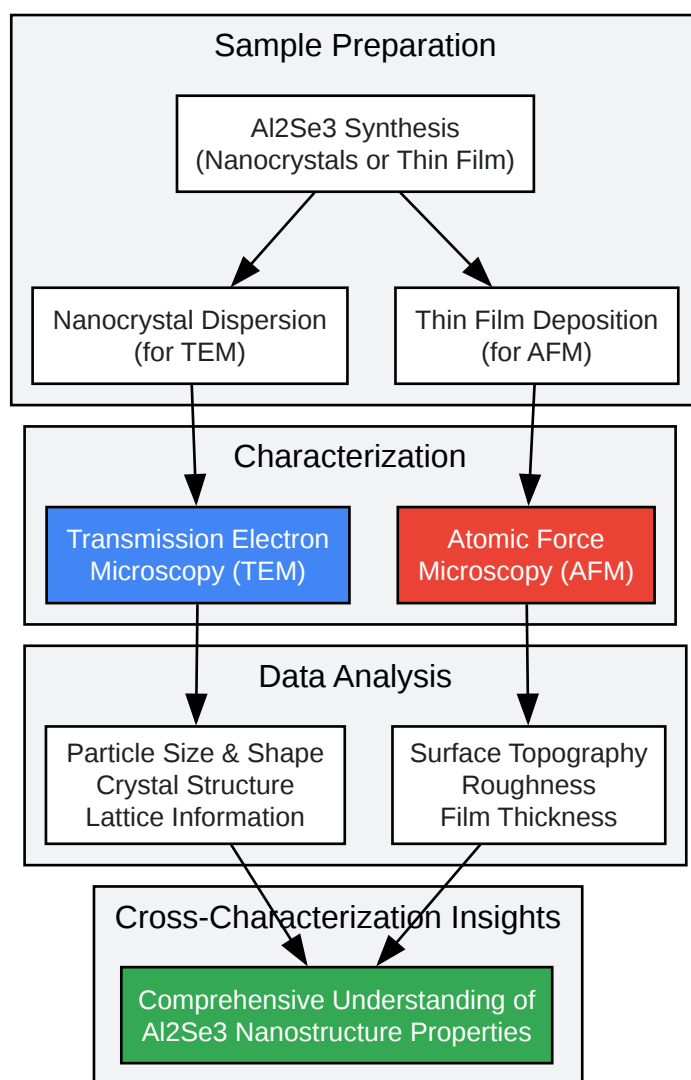 Sample Preparation
Al2Se3 Synthesis
(Nanocrystals or Thin Film)
Nanocrystal Dispersion
(for TEM)
Thin Film Deposition
(for AFM)
Characterization
Transmission Electron
Microscopy (TEM)
Atomic Force
Microscopy (AFM)
Data Analysis
Particle Size & Shape
Crystal Structure
Lattice Information
Surface Topography
Roughness
Film Thickness
Cross-Characterization Insights
Comprehensive Understanding of
Al2Se3 Nanostructure Properties